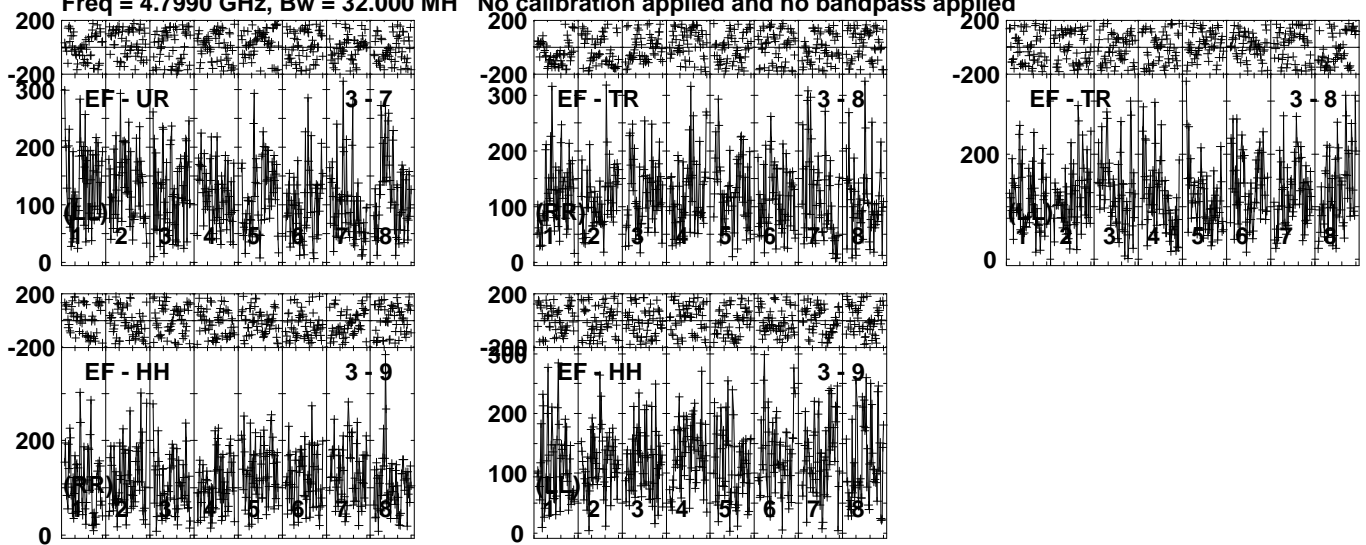 Freq = 4.7990 GHz, Bw = 32.000 MH No calibration applied and no bandpass applied
200
-200
300
200
100
0
EF - UR 3 - 7
(LL)
1 2 3 4 5 6 7 8
200
-200
300
200
100
0
EF - TR 3 - 8
(RR)
1 2 3 4 5 6 7 8
200
-200
200
0
EF - TR 3 - 8
(LL)
1 2 3 4 5 6 7 8
200
-200
200
0
EF - HH 3 - 9
(RR)
1 2 3 4 5 6 7 8
200
-200
300
200
100
0
EF - HH 3 - 9
(LL)
1 2 3 4 5 6 7 8